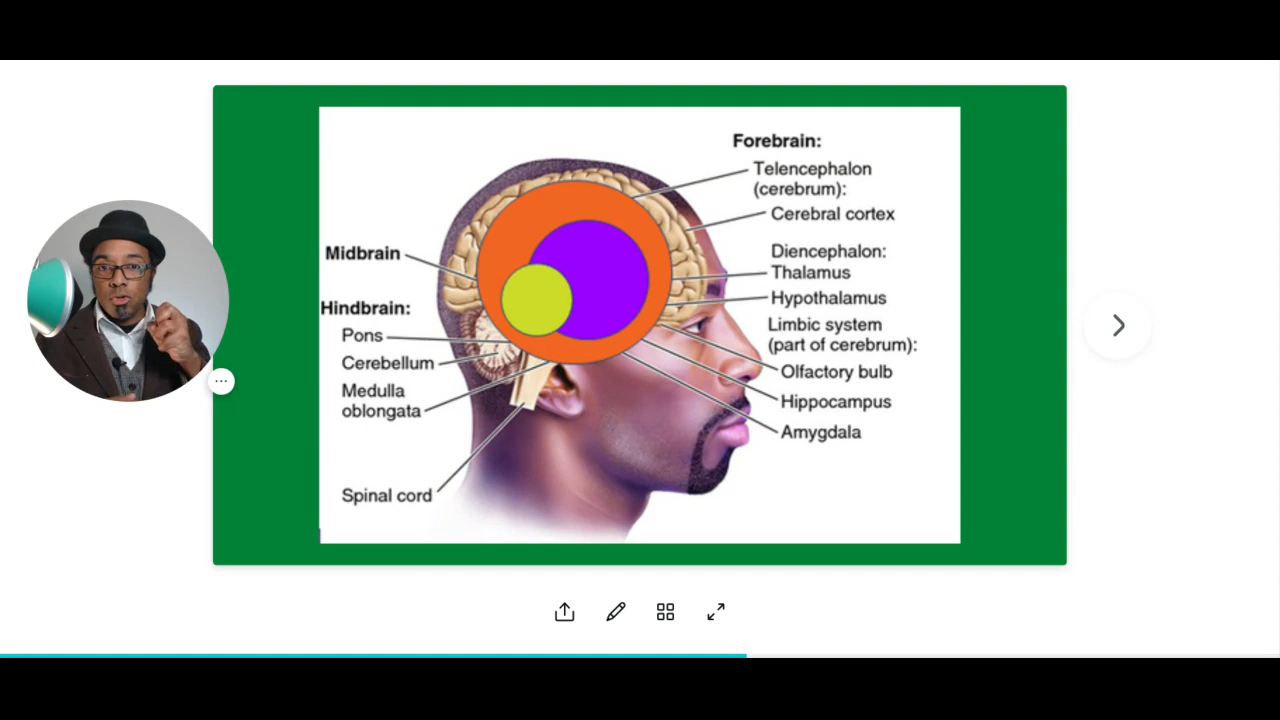 Forebrain:
Telencephalon
(cerebrum):
Cerebral cortex
Diencephalon:
Thalamus
Hypothalamus
Limbic system
(part of cerebrum):
Olfactory bulb
Hippocampus
Amygdala
Midbrain
Hindbrain:
Pons
Cerebellum
Medulla
oblongata
Spinal cord